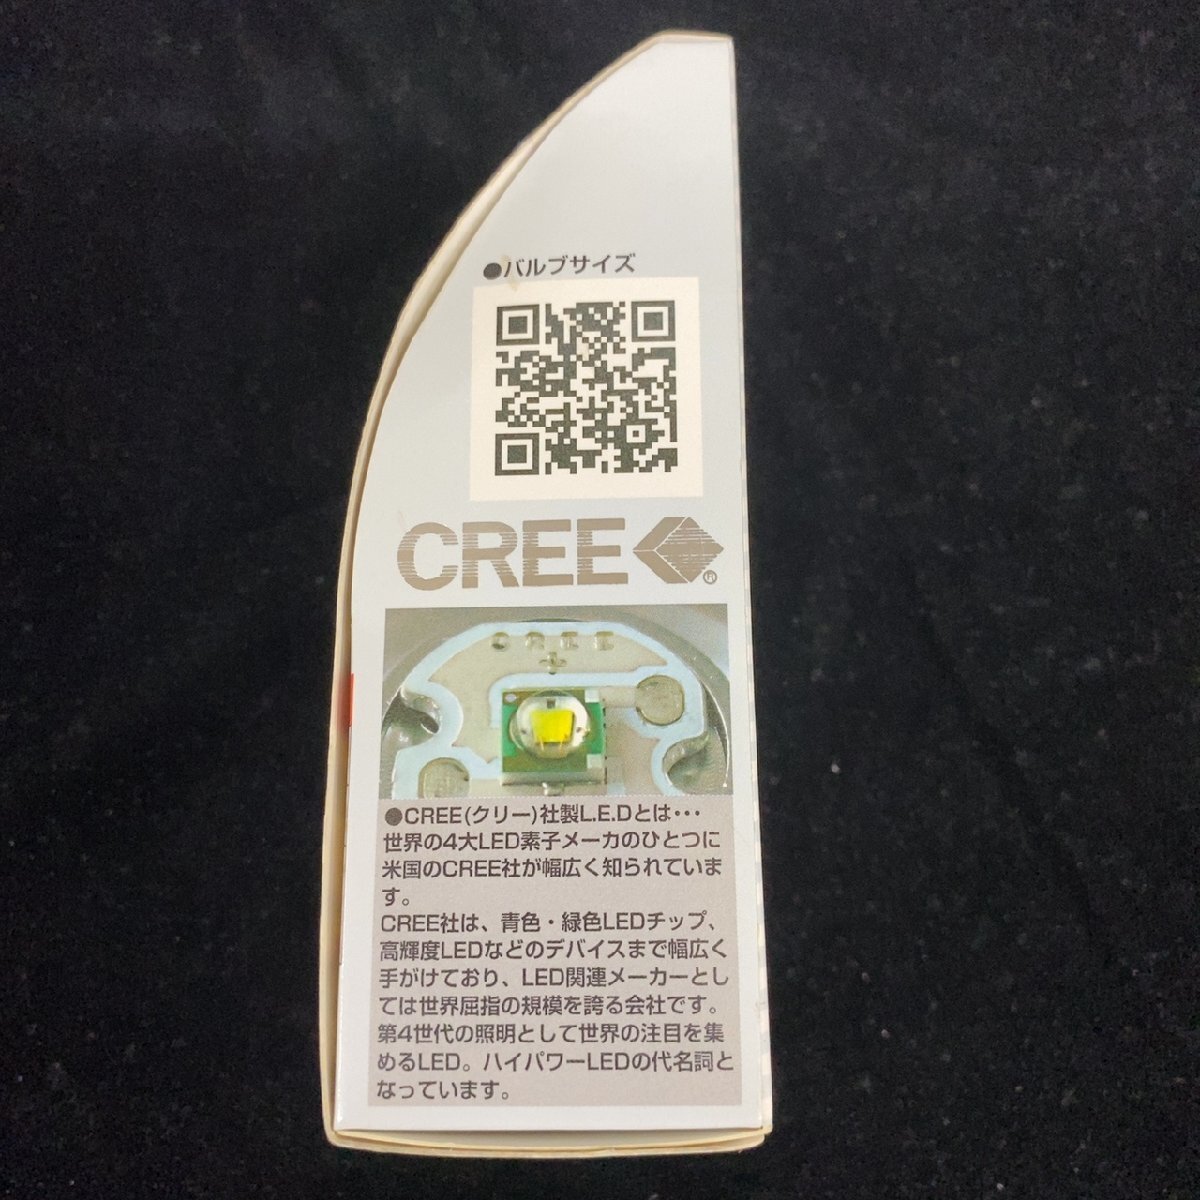 ●バルブサイズ
CREE®
CREE
+
●CREE(クリー)社製L.E.Dとは･･･
世界の4大LED素子メーカのひとつに
米国のCREE社が幅広く知られていま
す。
CREE社は、青色・緑色LEDチップ、
高輝度LEDなどのデバイスまで幅広く
手がけており、LED関連メーカーとし
ては世界屈指の規模を誇る会社です。
第4世代の照明として世界の注目を集
めるLED。ハイパワーLEDの代名詞と
なっています。